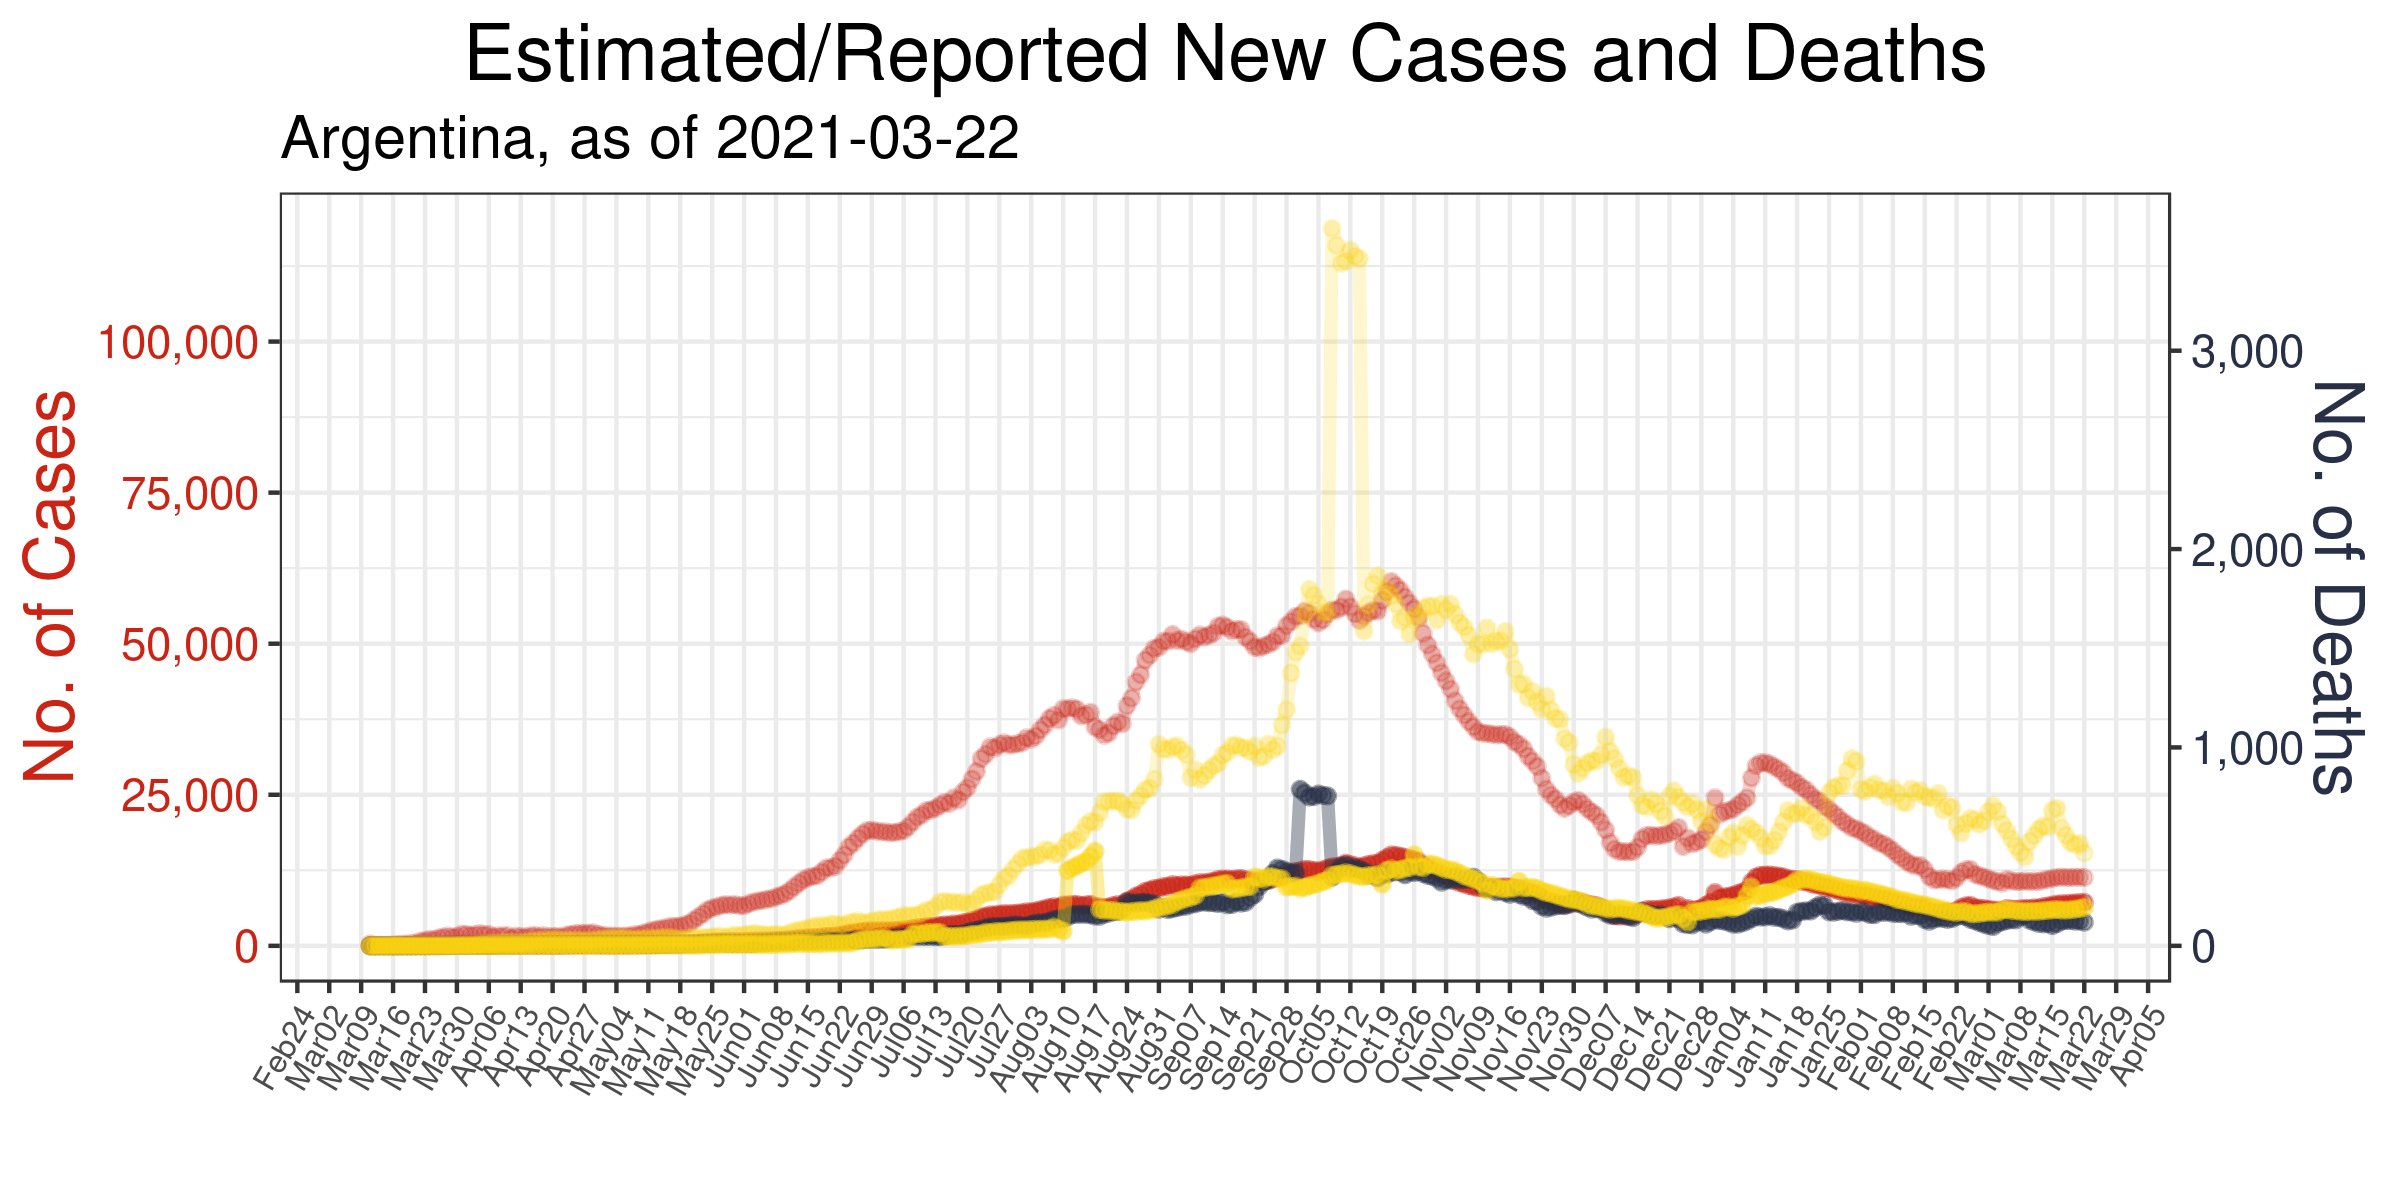 Estimated/Reported New Cases and Deaths
Argentina, as of 2021-03-22
No. of Cases
100,000
75,000
50,000
25,000
0
3,000
2,000
1,000
0
No. of Deaths
Feb24
Mar02
Mar09
Mar16
Mar23
Mar30
Apr06
Apr13
Apr20
Apr27
May04
May11
May18
May25
Jun01
Jun08
Jun15
Jun22
Jun29
Jul06
Jul13
Jul20
Jul27
Aug03
Aug10
Aug17
Aug24
Aug31
Sep07
Sep14
Sep21
Sep28
Oct05
Oct12
Oct19
Oct26
Nov02
Nov09
Nov16
Nov23
Nov30
Dec07
Dec14
Dec21
Dec28
Jan04
Jan11
Jan18
Jan25
Feb01
Feb08
Feb15
Feb22
Mar01
Mar08
Mar15
Mar22
Mar29
Apr05